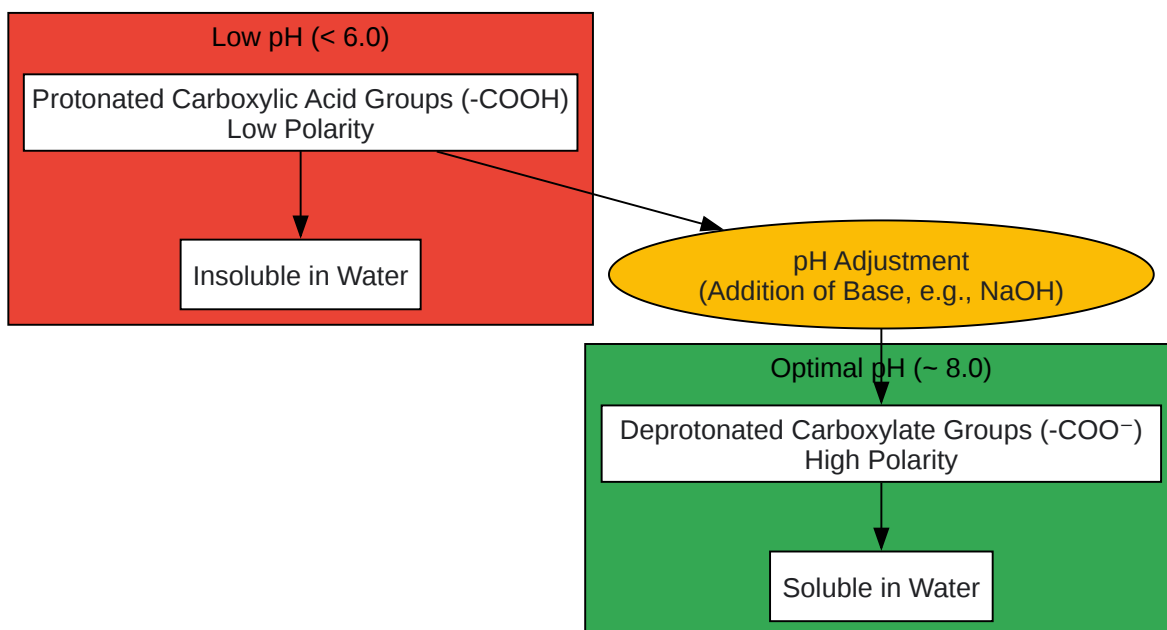 Low pH (< 6.0)
Protonated Carboxylic Acid Groups (-COOH)
Low Polarity
Insoluble in Water
pH Adjustment
(Addition of Base, e.g., NaOH)
Optimal pH (~ 8.0)
Deprotonated Carboxylate Groups (-COO⁻)
High Polarity
Soluble in Water